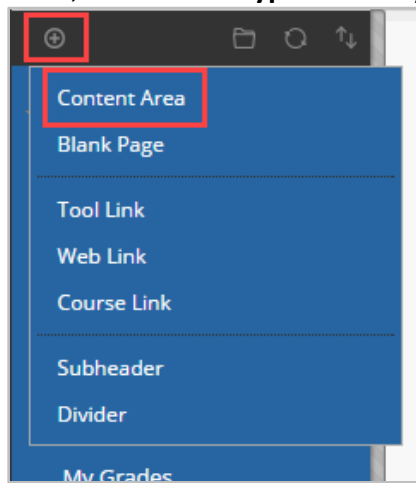 Content Area
Blank Page
Tool Link
Web Link
Course Link
Subheader
Divider
My Grades